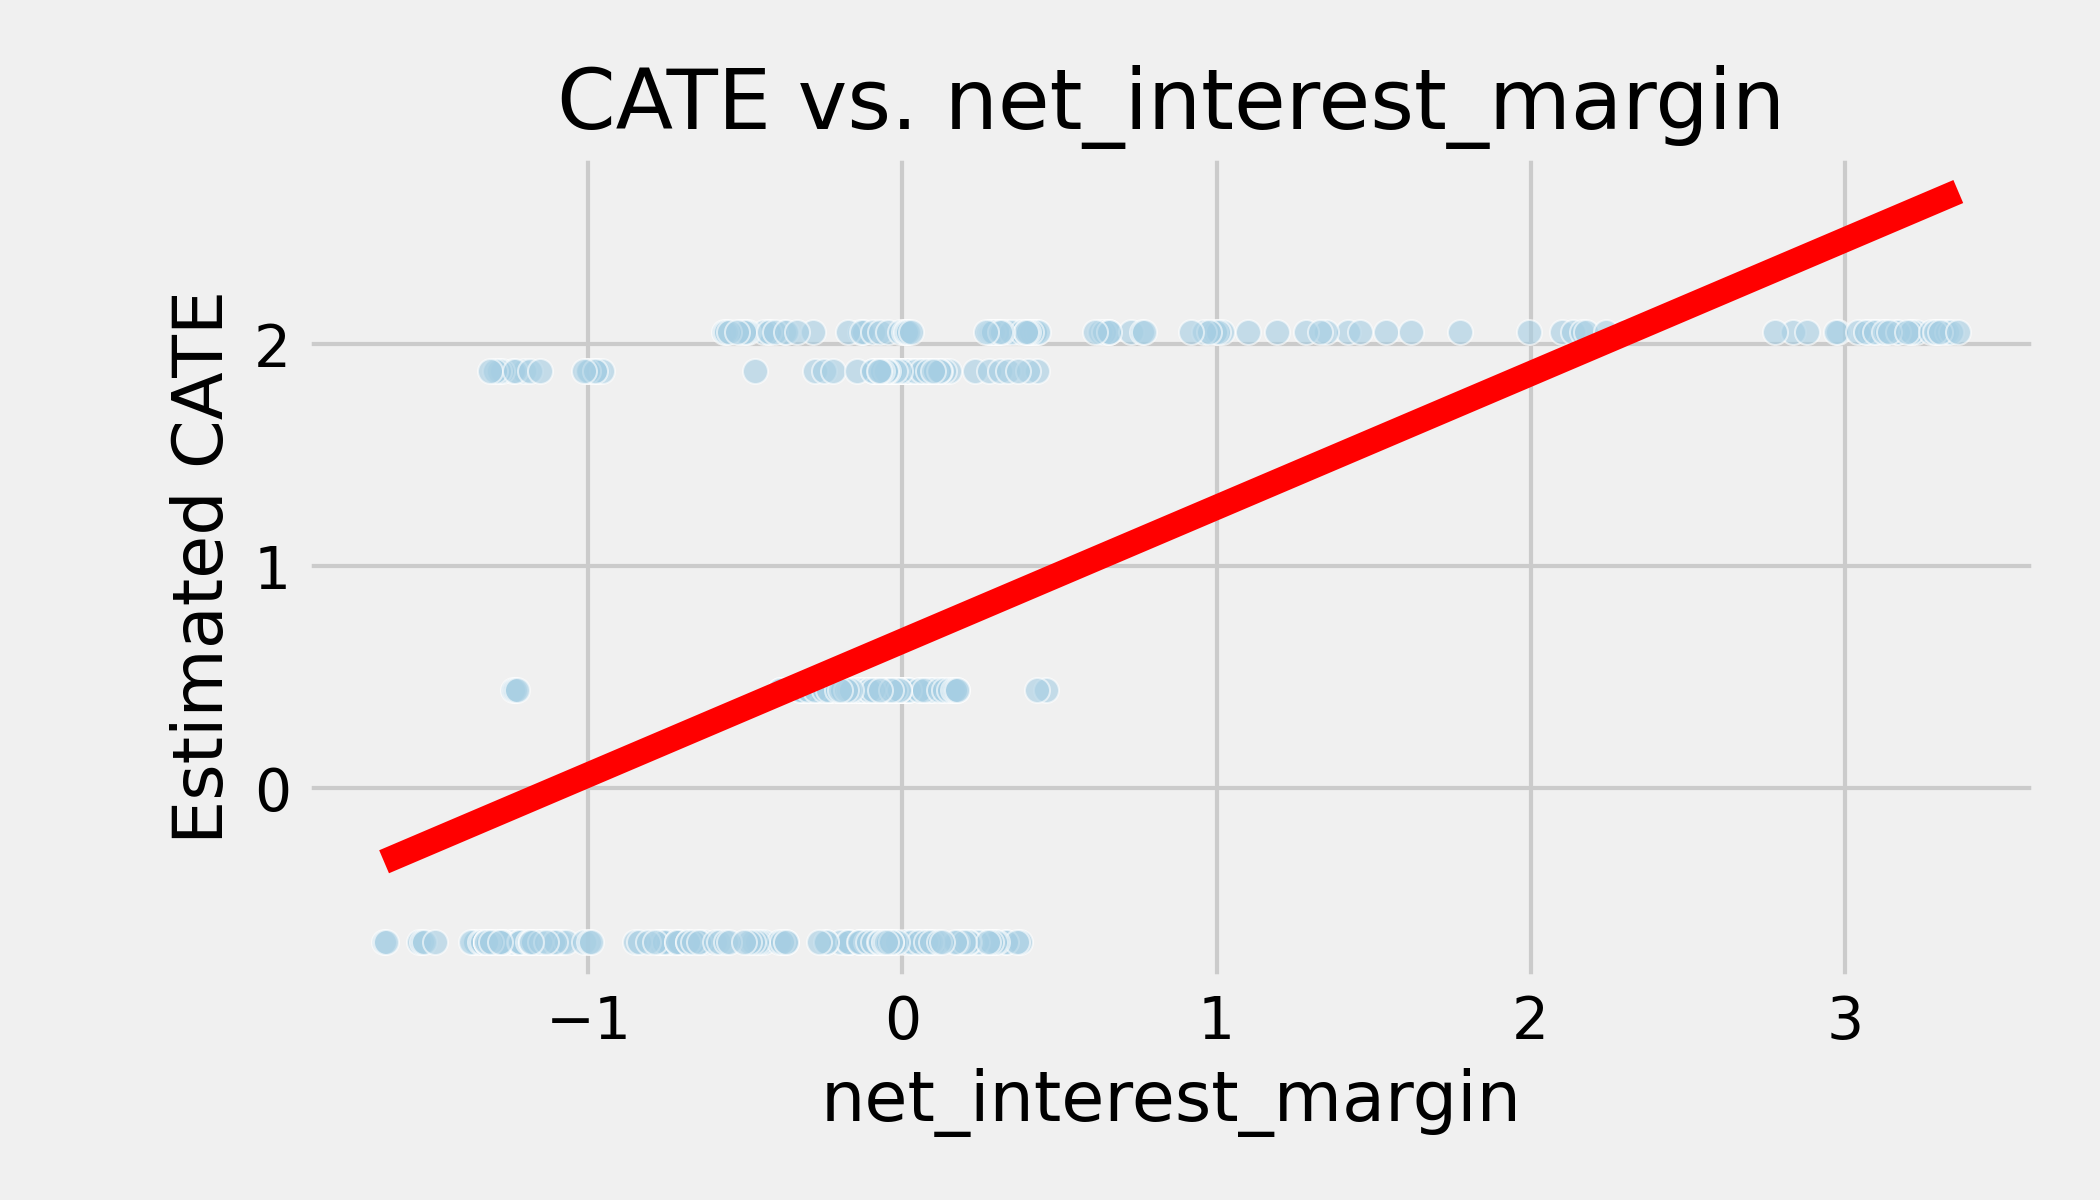 CATE vs. net_interest_margin
Estimated CATE
2
1
0
−1 0 1 2 3
net_interest_margin